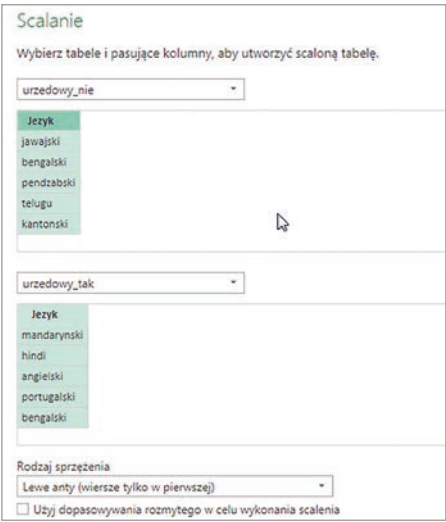 Scalanie
Wybierz tabele i pasujące kolumny, aby utworzyć scaloną tabelę.
urzedowy_nie
Jezyk
jawajski
bengalski
pendzabski
telugu
kantonski
urzedowy_tak
Jezyk
mandarynski
hindi
angielski
portugalski
bengalski
Rodzaj sprzężenia
Lewe anty (wiersze tylko w pierwszej)
Użyj dopasowywania rozmytego w celu wykonania scalenia